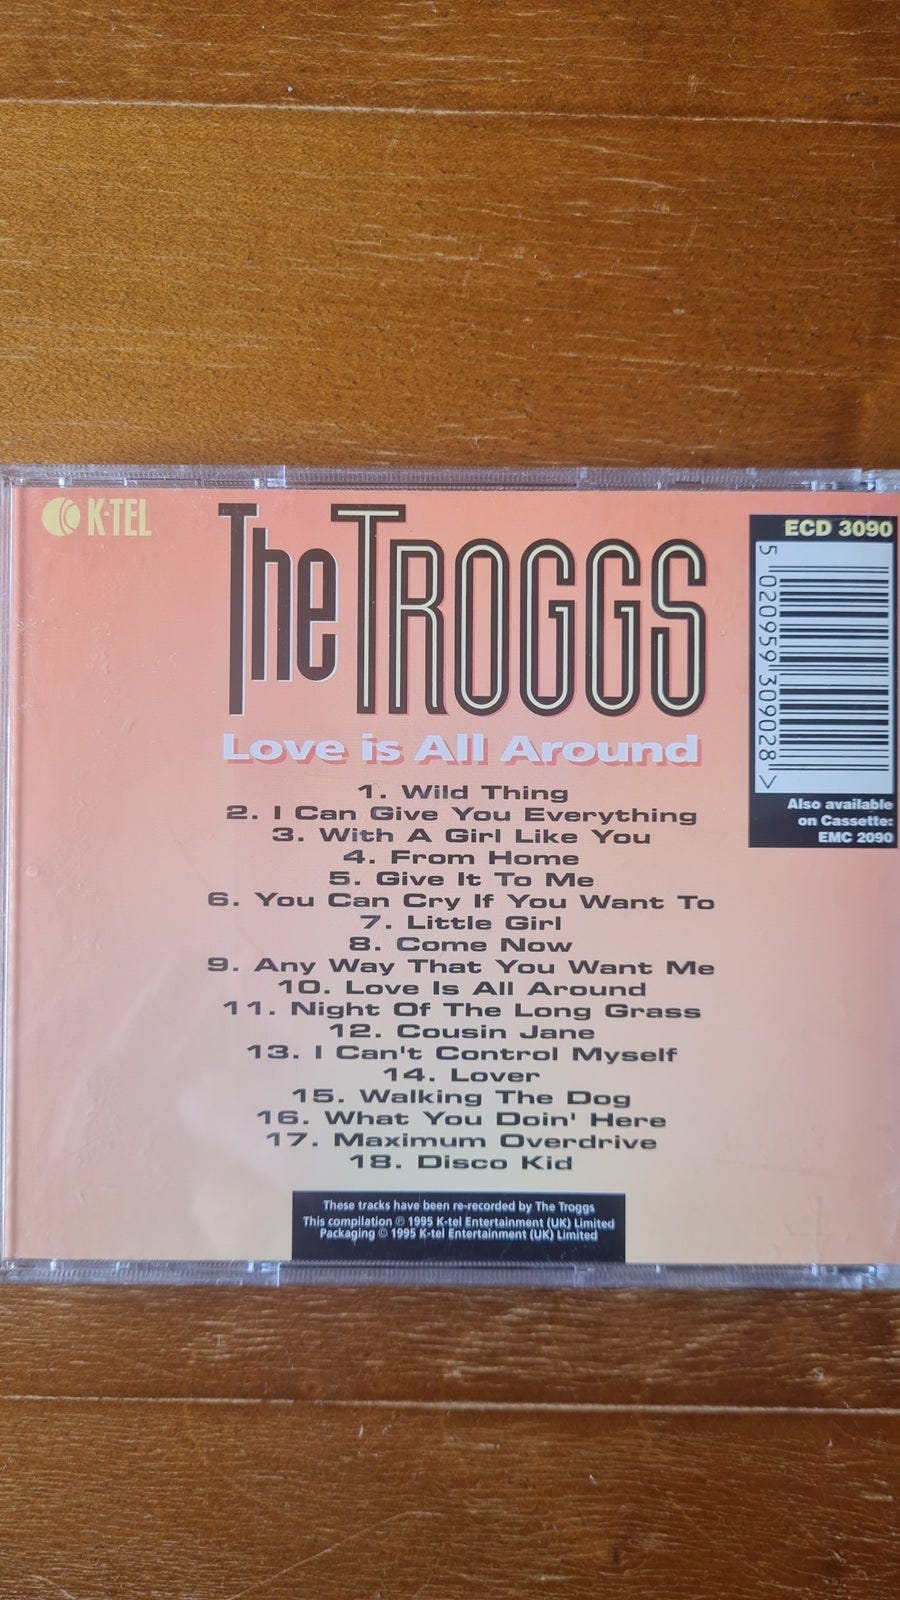 K-TEL
The TROGGS
Love is All Around
1. Wild Thing
2. I Can Give You Everything
3. With A Girl Like You
4. From Home
5. Give It To Me
6. You Can Cry If You Want To
7. Little Girl
8. Come Now
9. Any Way That You Want Me
10. Love Is All Around
11. Night Of The Long Grass
12. Cousin Jane
13. I Can't Control Myself
14. Lover
15. Walking The Dog
16. What You Doin' Here
17. Maximum Overdrive
18. Disco Kid
These tracks have been re-recorded by The Troggs
This compilation ℗ 1995 K-tel Entertainment (UK) Limited
Packaging © 1995 K-tel Entertainment (UK) Limited
ECD 3090
5 020959 309028 >
Also available
on Cassette:
EMC 2090